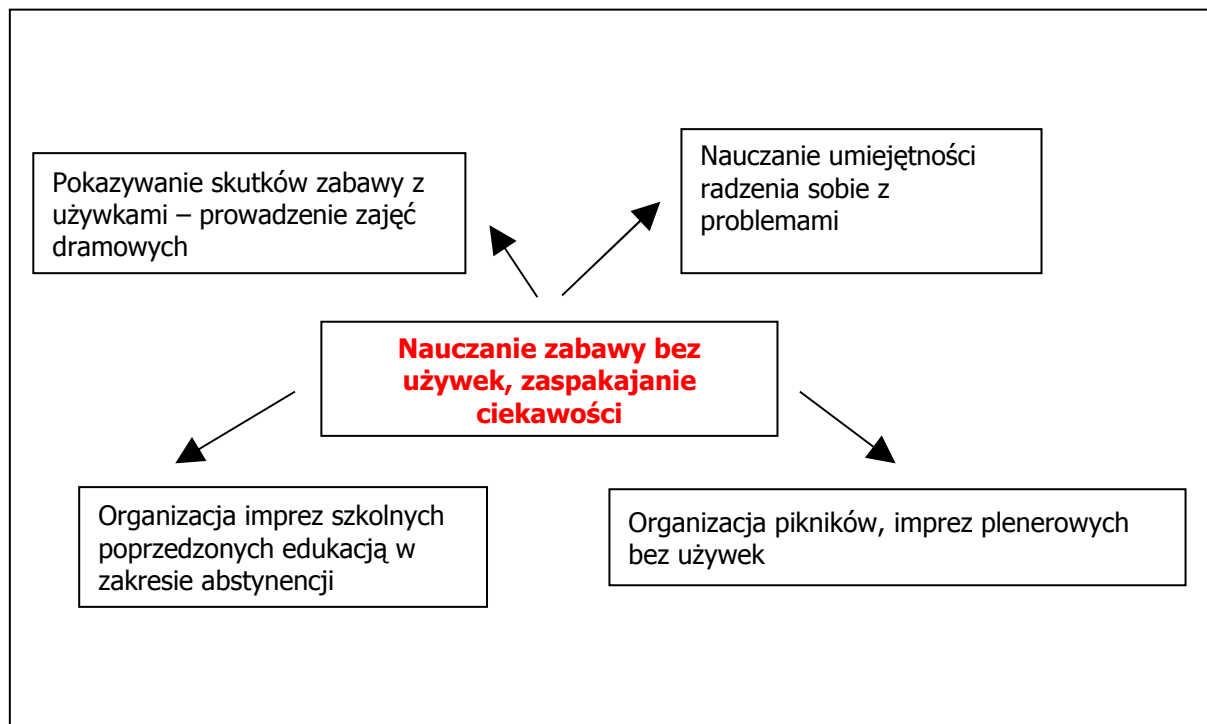 Pokazywanie skutków zabawy z
używkami – prowadzenie zajęć
dramowych
Nauczanie umiejętności
radzenia sobie z
problemami
Nauczanie zabawy bez
używek, zaspakajanie
ciekawości
Organizacja imprez szkolnych
poprzedzonych edukacją w
zakresie abstynencji
Organizacja pikników, imprez plenerowych
bez używek